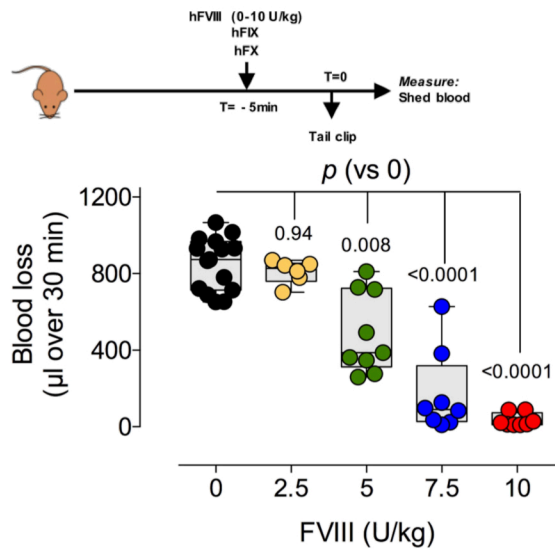 hFVIII (0-10 U/kg)
hFIX
hFX
T= - 5min
T=0
Tail clip
Measure:
Shed blood
p (vs 0)
0.94
0.008
<0.0001
<0.0001
Blood loss
(µl over 30 min)
1200
800
400
0
0
2.5
5
7.5
10
FVIII (U/kg)